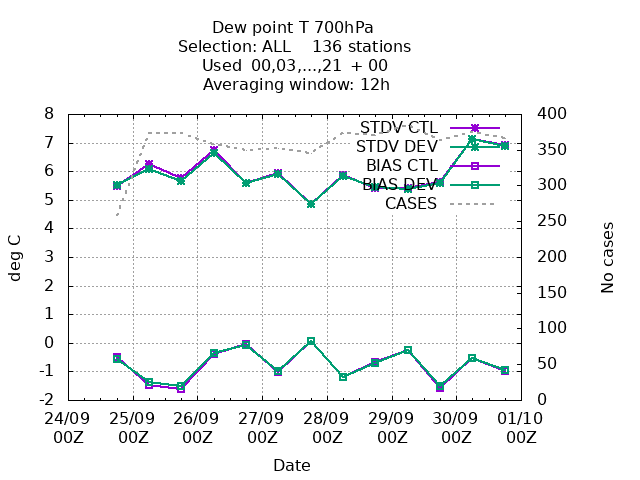 Dew point T 700hPa
Selection: ALL    136 stations
Used  00,03,...,21  + 00
Averaging window: 12h
8
7
6
5
4
3
2
1
0
-1
-2
deg C
400
350
300
250
200
150
100
50
0
No cases
STDV CTL
STDV DEV
BIAS CTL
BIAS DEV
CASES
24/09 25/09 26/09 27/09 28/09 29/09 30/09 01/10
00Z 00Z 00Z 00Z 00Z 00Z 00Z 00Z
Date